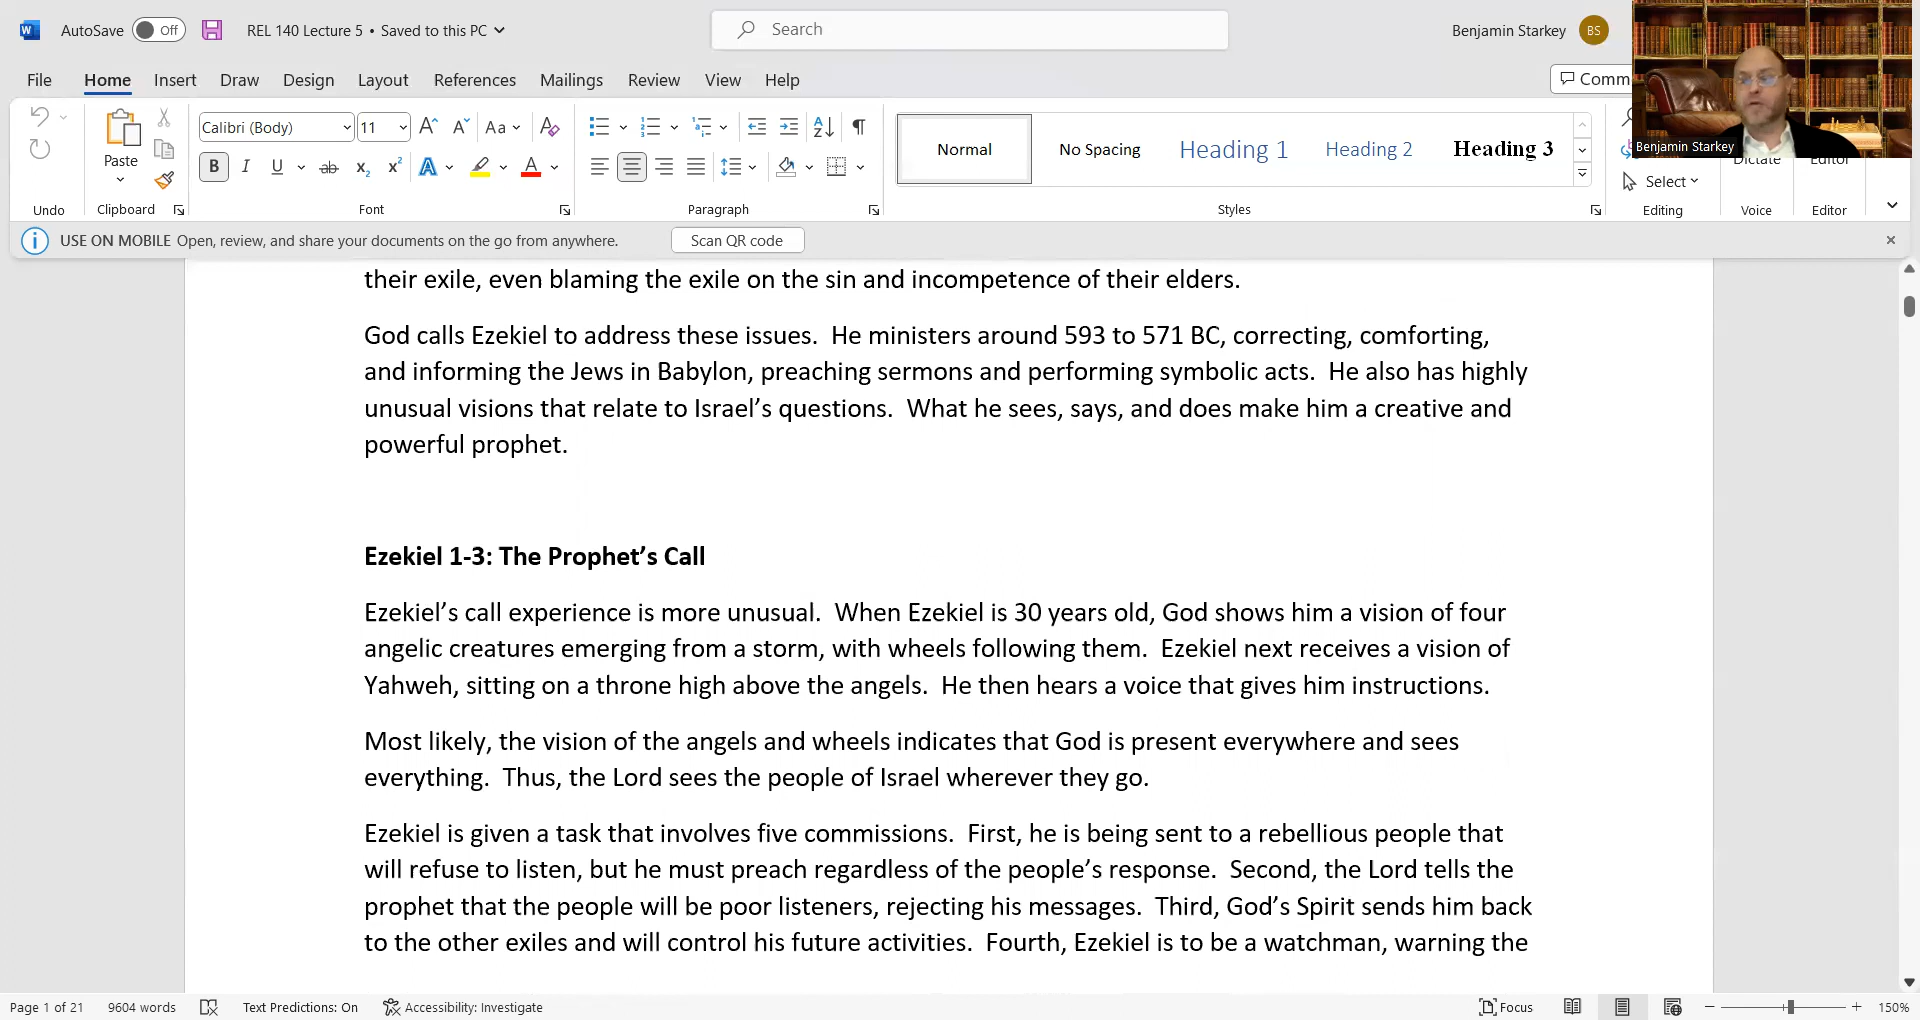 AutoSave Off REL 140 Lecture 5 • Saved to this PC Search Benjamin Starkey BS
File Home Insert Draw Design Layout References Mailings Review View Help Comm
Calibri (Body) 11 Aa A Z ¶ Normal No Spacing Heading 1 Heading 2 Heading 3
Benjamin Starkey
Paste B I U ab x₂ x² A A Select Dictate Editor
Undo Clipboard Font Paragraph Styles Editing Voice Editor
USE ON MOBILE Open, review, and share your documents on the go from anywhere. Scan QR code
their exile, even blaming the exile on the sin and incompetence of their elders.
God calls Ezekiel to address these issues.  He ministers around 593 to 571 BC, correcting, comforting,
and informing the Jews in Babylon, preaching sermons and performing symbolic acts.  He also has highly
unusual visions that relate to Israel’s questions.  What he sees, says, and does make him a creative and
powerful prophet.
Ezekiel 1-3: The Prophet’s Call
Ezekiel’s call experience is more unusual.  When Ezekiel is 30 years old, God shows him a vision of four
angelic creatures emerging from a storm, with wheels following them.  Ezekiel next receives a vision of
Yahweh, sitting on a throne high above the angels.  He then hears a voice that gives him instructions.
Most likely, the vision of the angels and wheels indicates that God is present everywhere and sees
everything.  Thus, the Lord sees the people of Israel wherever they go.
Ezekiel is given a task that involves five commissions.  First, he is being sent to a rebellious people that
will refuse to listen, but he must preach regardless of the people’s response.  Second, the Lord tells the
prophet that the people will be poor listeners, rejecting his messages.  Third, God’s Spirit sends him back
to the other exiles and will control his future activities.  Fourth, Ezekiel is to be a watchman, warning the
Page 1 of 21 9604 words Text Predictions: On Accessibility: Investigate Focus 150%